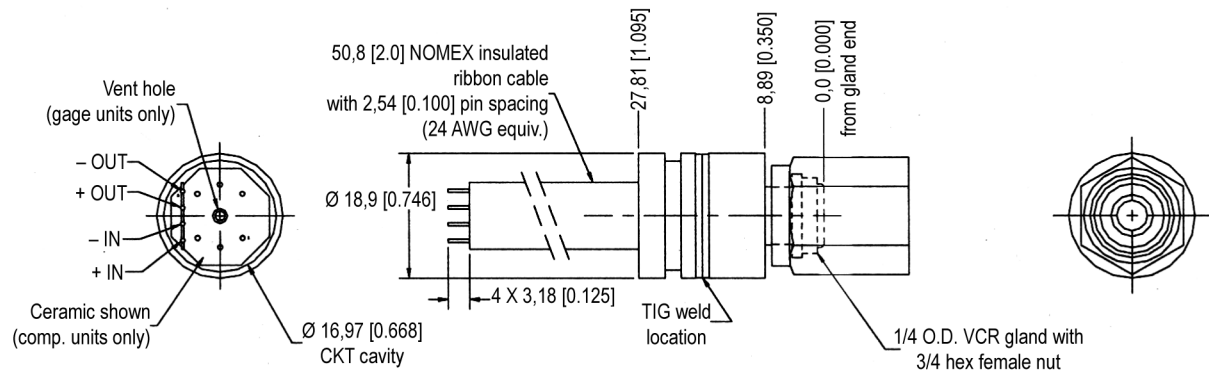 Vent hole
(gage units only)
– OUT
+ OUT
– IN
+ IN
Ceramic shown
(comp. units only)
Ø 16,97 [0.668]
CKT cavity
50,8 [2.0] NOMEX insulated
ribbon cable
with 2,54 [0.100] pin spacing
(24 AWG equiv.)
Ø 18,9 [0.746]
4 X 3,18 [0.125]
27,81 [1.095]
8,89 [0.350]
0,0 [0.000]
from gland end
TIG weld
location
1/4 O.D. VCR gland with
3/4 hex female nut